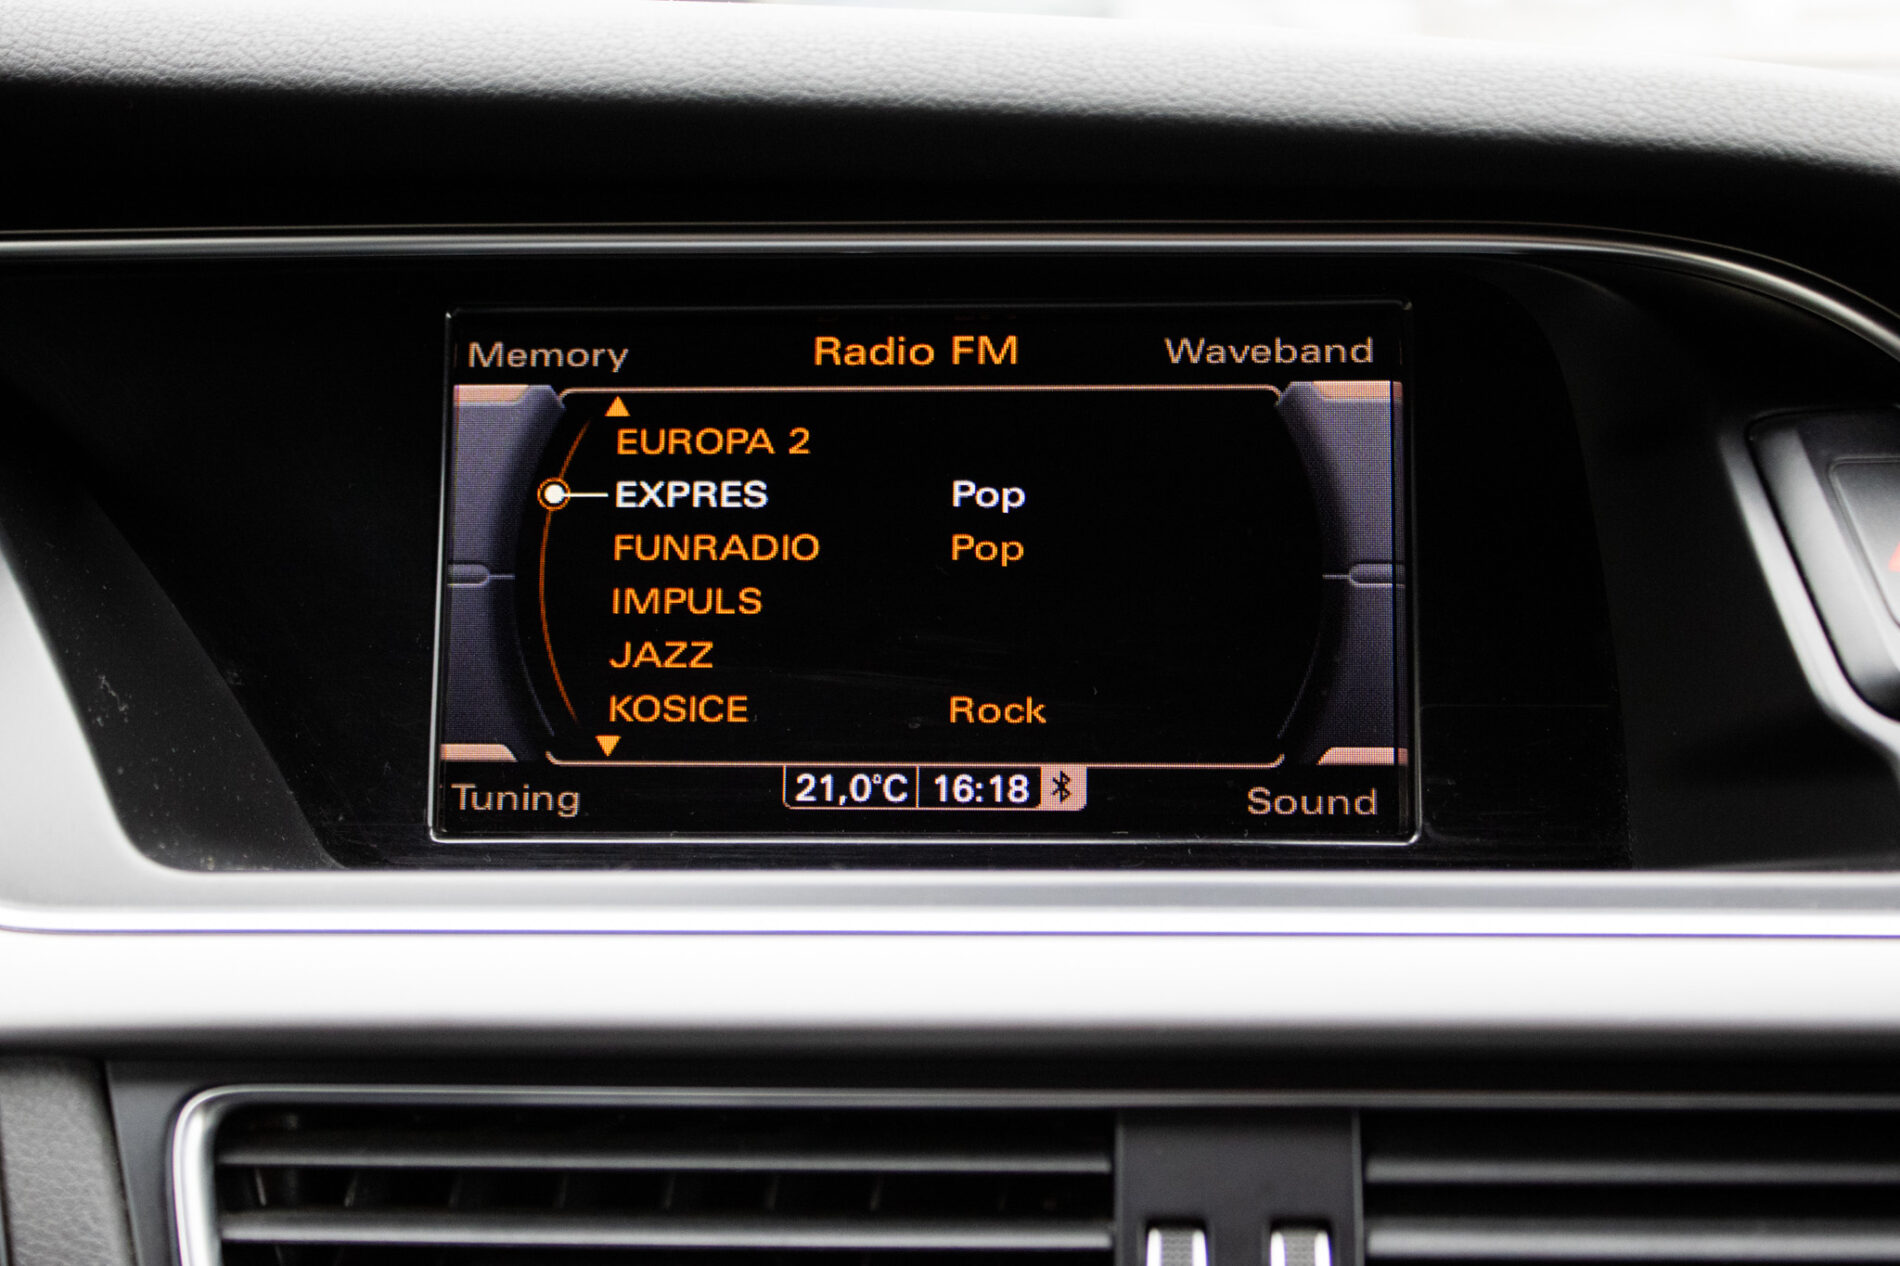 Memory Radio FM Waveband
EUROPA 2
EXPRES Pop
FUNRADIO Pop
IMPULS
JAZZ
KOSICE Rock
Tuning 21,0°C 16:18 Sound